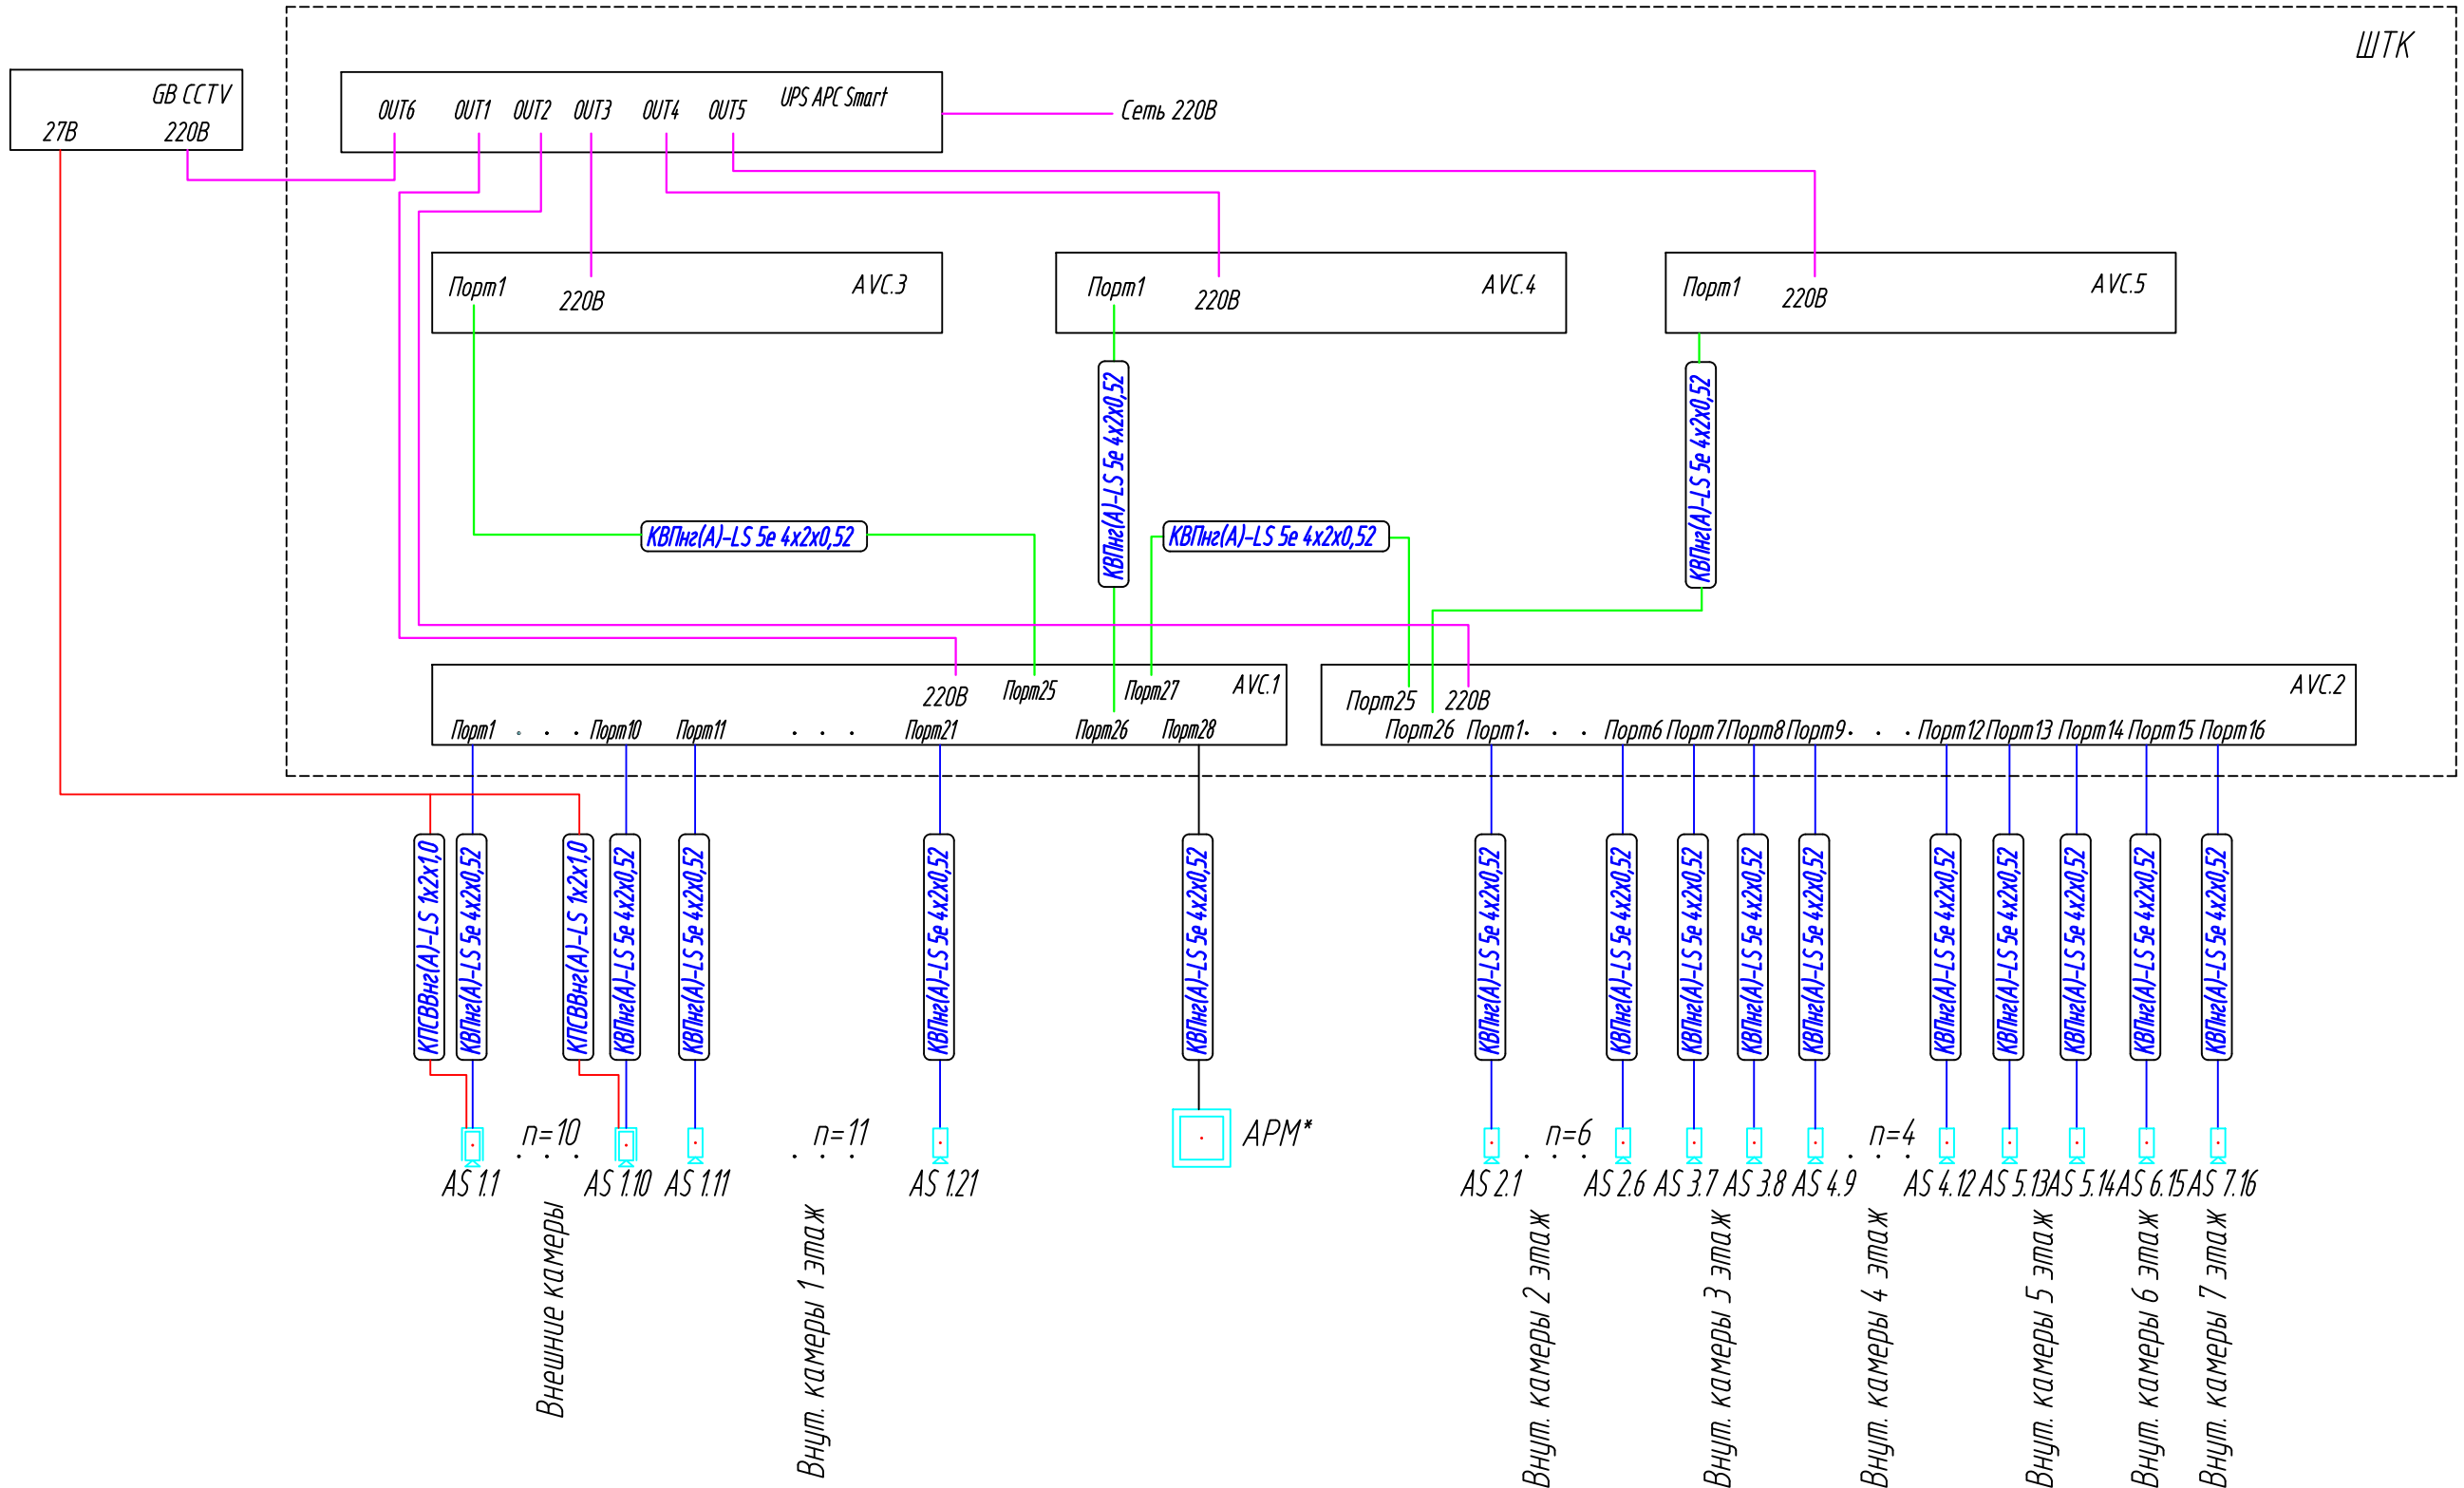 ШТК
GB CCTV
27В
220В
UPS APC Smart
OUT6
OUT1
OUT2
OUT3
OUT4
OUT5
Сеть 220В
Порт1
220В
AVC.3
Порт1
220В
AVC.4
Порт1
220В
AVC.5
КВПнг(А)-LS 5е 4х2х0,52
КВПнг(А)-LS 5е 4х2х0,52
КВПнг(А)-LS 5е 4х2х0,52
КВПнг(А)-LS 5е 4х2х0,52
220В
Порт25
Порт27
AVC.1
Порт1
. . .
Порт10
Порт11
. . .
Порт21
Порт26
Порт28
Порт25
220В
AVC.2
Порт26
Порт1
. . .
Порт6
Порт7
Порт8
Порт9
. . .
Порт12
Порт13
Порт14
Порт15
Порт16
КПСВВнг(А)-LS 1х2х1,0
КВПнг(А)-LS 5е 4х2х0,52
КПСВВнг(А)-LS 1х2х1,0
КВПнг(А)-LS 5е 4х2х0,52
КВПнг(А)-LS 5е 4х2х0,52
КВПнг(А)-LS 5е 4х2х0,52
КВПнг(А)-LS 5е 4х2х0,52
КВПнг(А)-LS 5е 4х2х0,52
КВПнг(А)-LS 5е 4х2х0,52
КВПнг(А)-LS 5е 4х2х0,52
КВПнг(А)-LS 5е 4х2х0,52
КВПнг(А)-LS 5е 4х2х0,52
КВПнг(А)-LS 5е 4х2х0,52
КВПнг(А)-LS 5е 4х2х0,52
КВПнг(А)-LS 5е 4х2х0,52
КВПнг(А)-LS 5е 4х2х0,52
КВПнг(А)-LS 5е 4х2х0,52
n=10
. . .
n=11
. . .
АРМ*
n=6
. . .
n=4
. . .
AS 1.1
AS 1.10
AS 1.11
AS 1.21
AS 2.1
AS 2.6
AS 3.7
AS 3.8
AS 4.9
AS 4.12
AS 5.13
AS 5.14
AS 6.15
AS 7.16
Внешние камеры
Внут. камеры 1 этаж
Внут. камеры 2 этаж
Внут. камеры 3 этаж
Внут. камеры 4 этаж
Внут. камеры 5 этаж
Внут. камеры 6 этаж
Внут. камеры 7 этаж